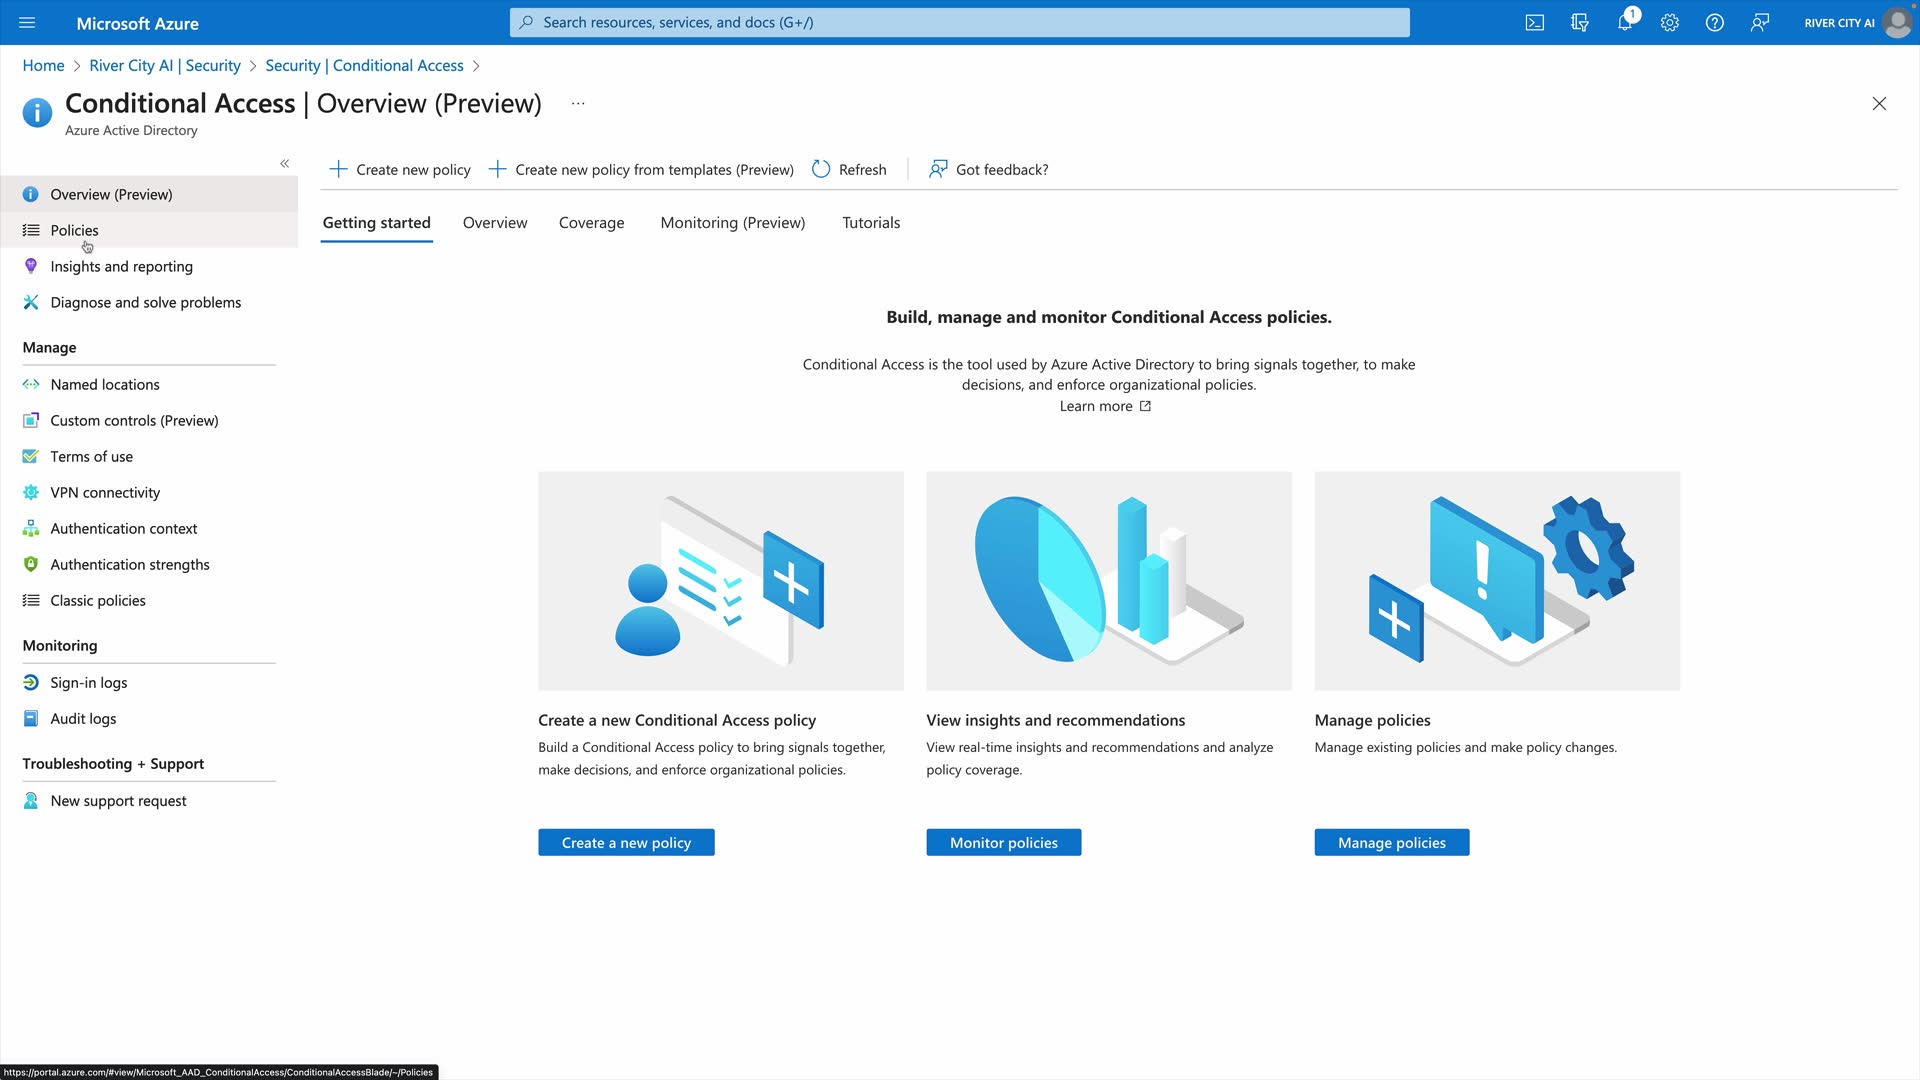 Microsoft Azure
Search resources, services, and docs (G+/)
1
RIVER CITY AI
Home > River City AI | Security > Security | Conditional Access >
Conditional Access | Overview (Preview) ...
Azure Active Directory
«
Create new policy
Create new policy from templates (Preview)
Refresh
Got feedback?
Overview (Preview)
Policies
Insights and reporting
Diagnose and solve problems
Manage
Named locations
Custom controls (Preview)
Terms of use
VPN connectivity
Authentication context
Authentication strengths
Classic policies
Monitoring
Sign-in logs
Audit logs
Troubleshooting + Support
New support request
Getting started
Overview
Coverage
Monitoring (Preview)
Tutorials
Build, manage and monitor Conditional Access policies.
Conditional Access is the tool used by Azure Active Directory to bring signals together, to make
decisions, and enforce organizational policies.
Learn more
Create a new Conditional Access policy
Build a Conditional Access policy to bring signals together,
make decisions, and enforce organizational policies.
Create a new policy
View insights and recommendations
View real-time insights and recommendations and analyze
policy coverage.
Monitor policies
Manage policies
Manage existing policies and make policy changes.
Manage policies
https://portal.azure.com/#view/Microsoft_AAD_ConditionalAccess/ConditionalAccessBlade/~/Policies